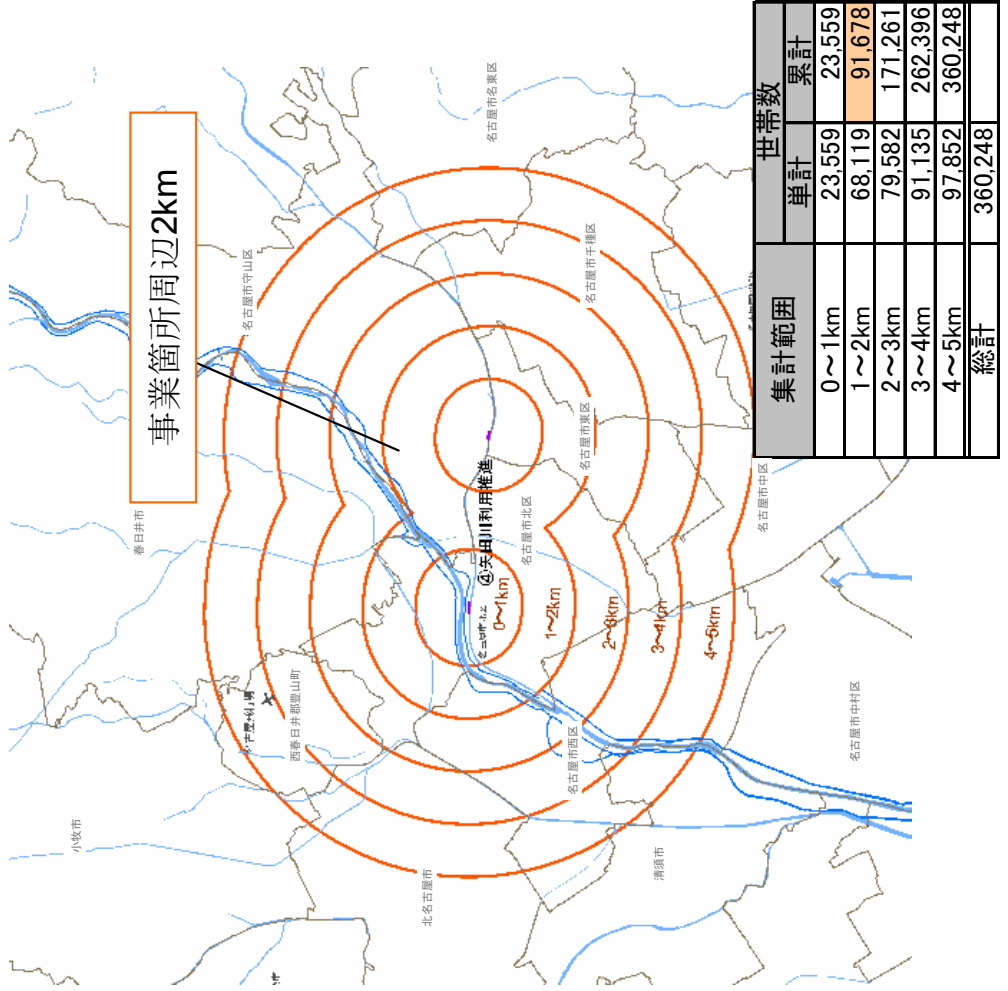 事業箇所周辺2km
名古屋市名東区
名古屋市守山区
名古屋市千種区
春日井市
名古屋市東区
名古屋市北区
名古屋市中区
④矢田川利用推進
0～1km
1～2km
2～3km
3～4km
4～5km
西春日井郡豊山町
名古屋市西区
名古屋市中村区
小牧市
北名古屋市
清須市
集計範囲 世帯数
単計 累計
0～1km 23,559 23,559
1～2km 68,119 91,678
2～3km 79,582 171,261
3～4km 91,135 262,396
4～5km 97,852 360,248
総計 360,248